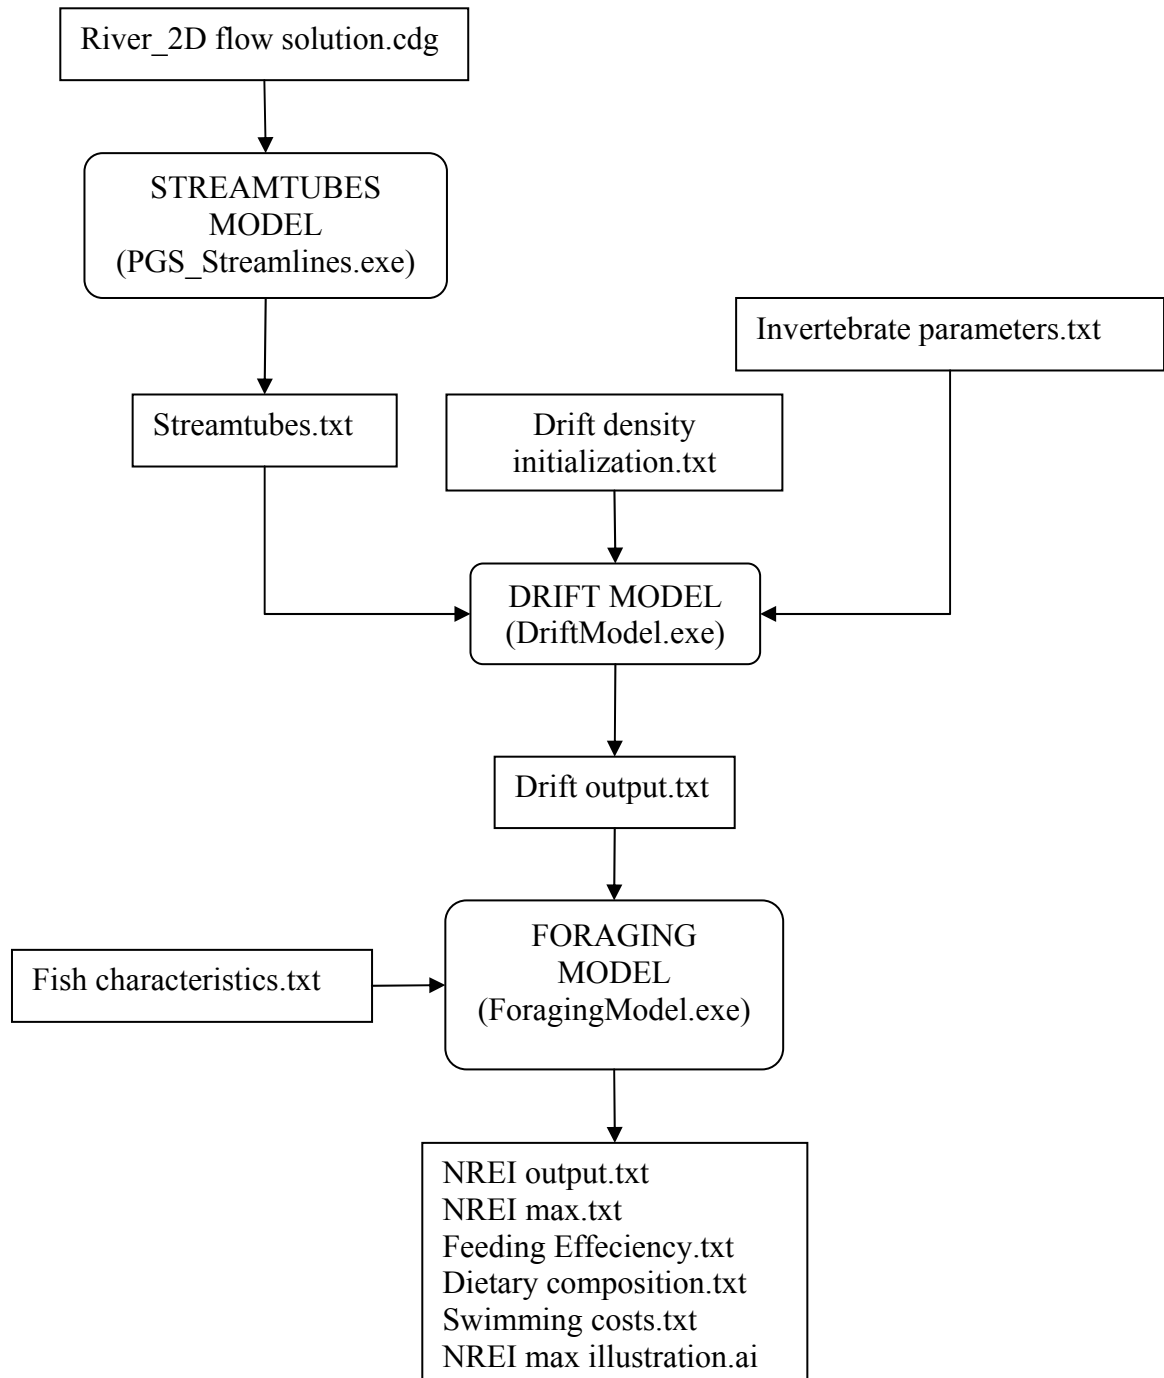 River_2D flow solution.cdg
STREAMTUBES
MODEL
(PGS_Streamlines.exe)
Invertebrate parameters.txt
Streamtubes.txt
Drift density
initialization.txt
DRIFT MODEL
(DriftModel.exe)
Drift output.txt
FORAGING
MODEL
(ForagingModel.exe)
Fish characteristics.txt
NREI output.txt
NREI max.txt
Feeding Effeciency.txt
Dietary composition.txt
Swimming costs.txt
NREI max illustration.ai